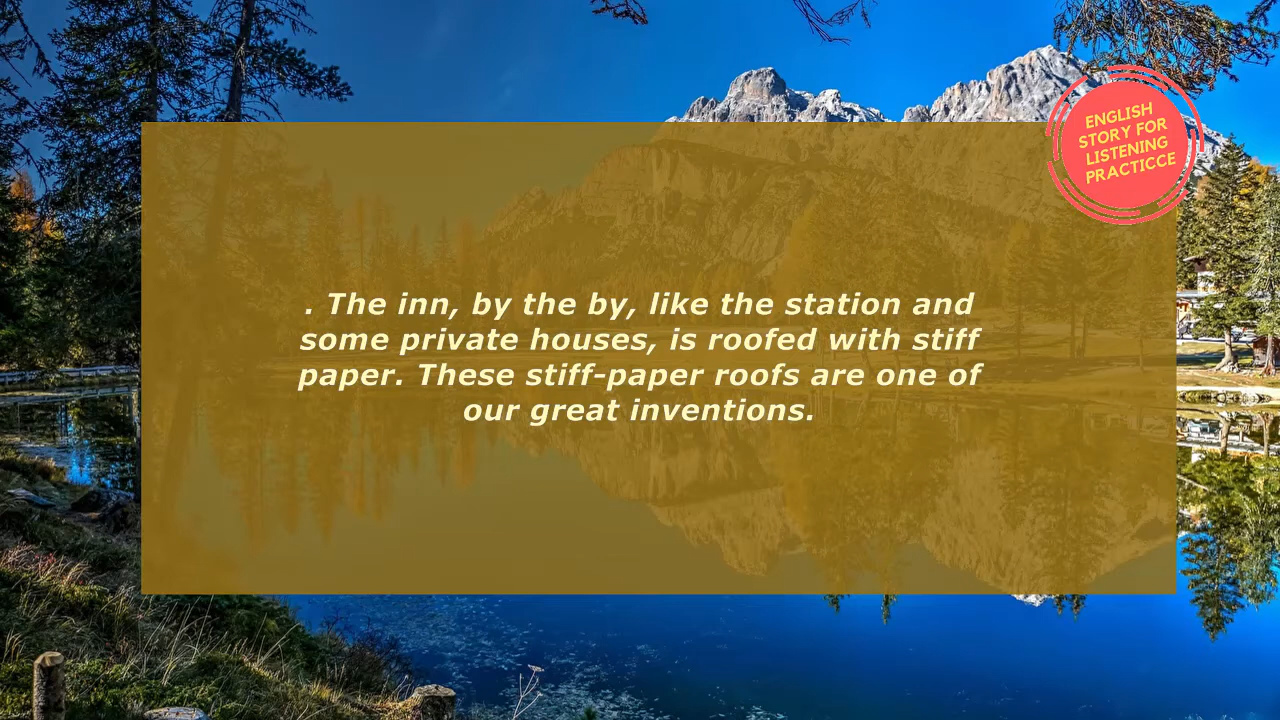 ENGLISH
STORY FOR
LISTENING
PRACTICCE
. The inn, by the by, like the station and
some private houses, is roofed with stiff
paper. These stiff-paper roofs are one of
our great inventions.